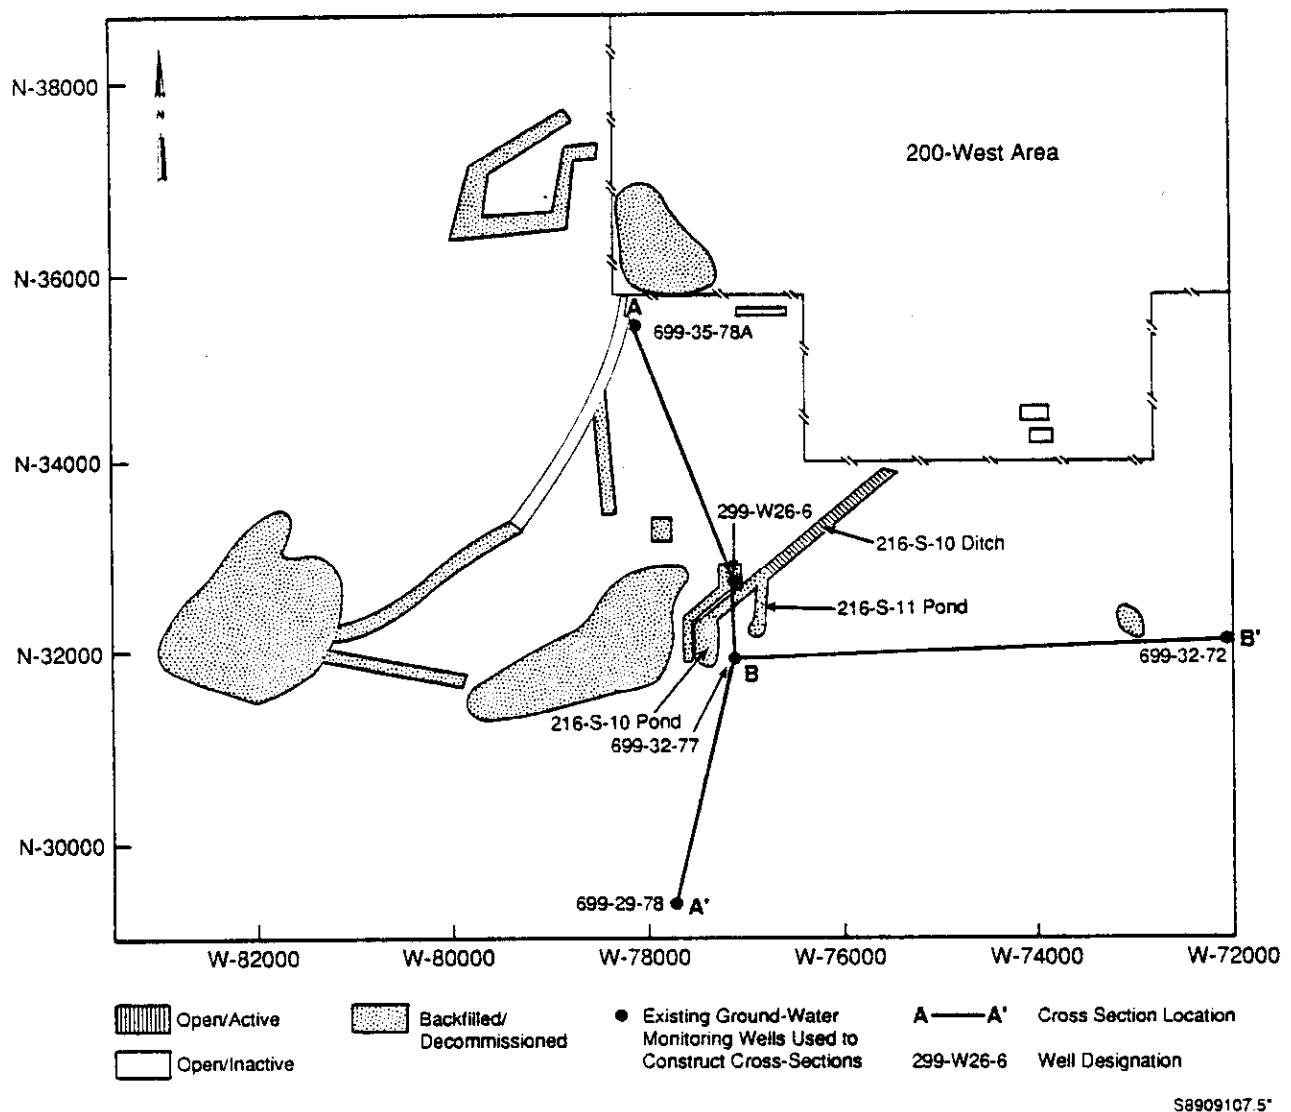 N-38000
N
200-West Area
N-36000
A
699-35-78A
N-34000
299-W26-6
216-S-10 Ditch
216-S-11 Pond
N-32000
B'
699-32-72
B
216-S-10 Pond
699-32-77
N-30000
699-29-78
A'
W-82000
W-80000
W-78000
W-76000
W-74000
W-72000
Open/Active
Open/Inactive
Backfilled/
Decommissioned
Existing Ground-Water
Monitoring Wells Used to
Construct Cross-Sections
A A'
Cross Section Location
299-W26-6
Well Designation
S8909107.5"